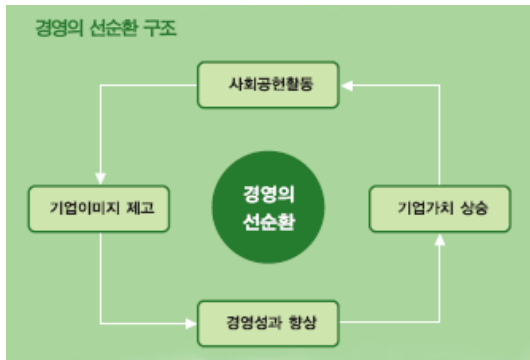 경영의 선순환 구조
사회공헌활동
기업이미지 제고
경영의
선순환
기업가치 상승
경영성과 향상